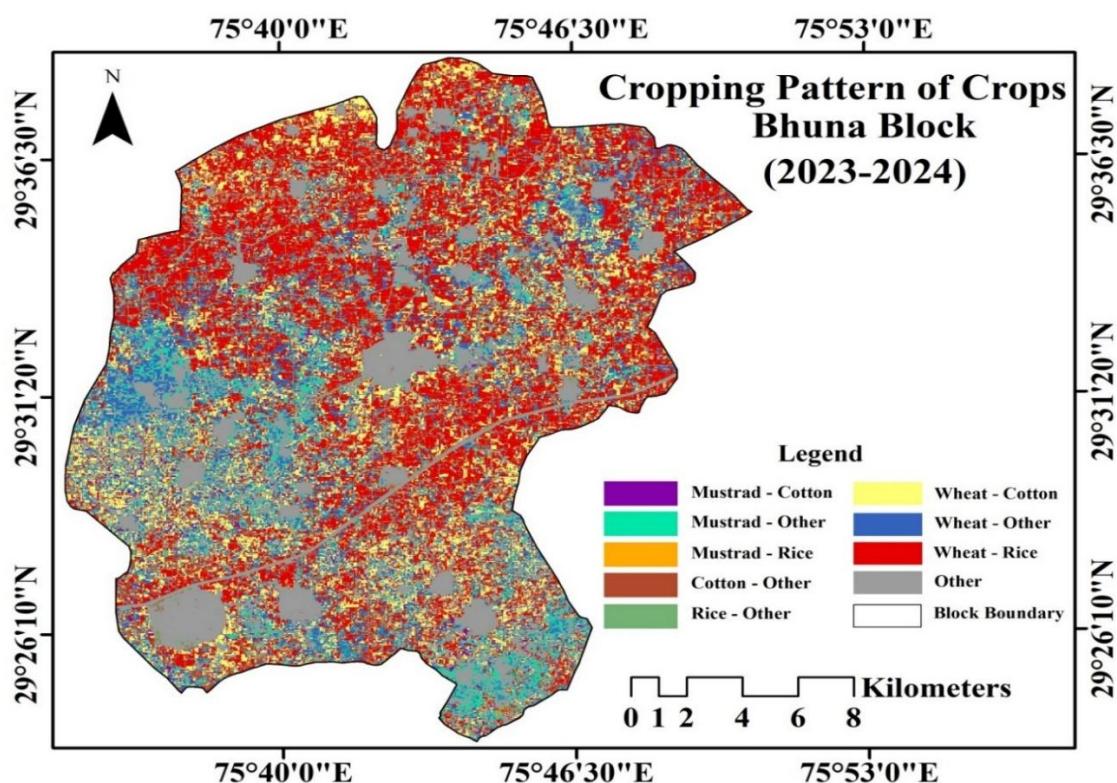 75°40'0"E 75°46'30"E 75°53'0"E
N
Cropping Pattern of Crops
Bhuna Block
(2023-2024)
29°36'30"N 29°36'30"N
29°31'20"N 29°31'20"N
29°26'10"N 29°26'10"N
Legend
Mustrad - Cotton
Mustrad - Other
Mustrad - Rice
Cotton - Other
Rice - Other
Wheat - Cotton
Wheat - Other
Wheat - Rice
Other
Block Boundary
Kilometers
0 1 2 4 6 8
75°40'0"E 75°46'30"E 75°53'0"E